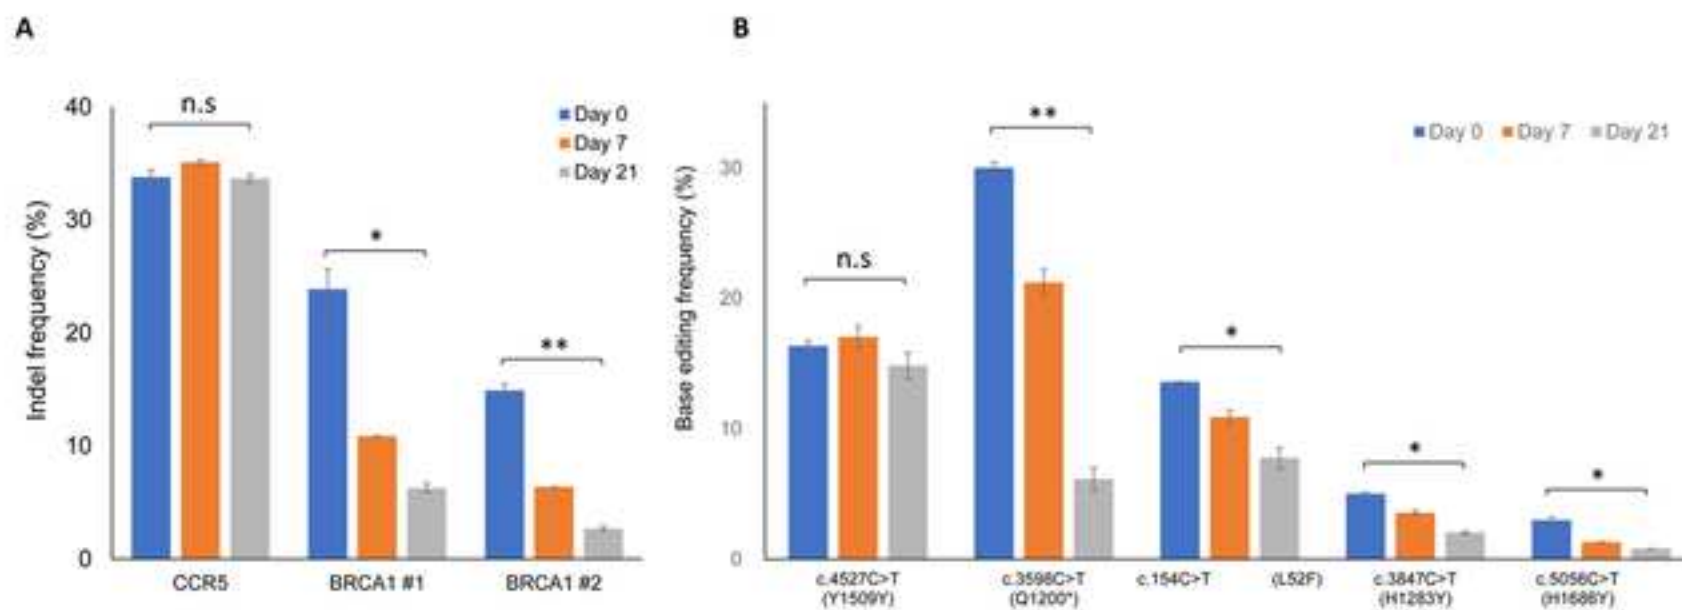 A
Indel frequency (%)
40
30
20
10
0
n.s
*
**
Day 0
Day 7
Day 21
CCR5
BRCA1 #1
BRCA1 #2
B
Base editing frequency (%)
30
20
10
0
n.s
**
*
*
*
Day 0 Day 7 Day 21
c.4527C>T
(Y1509Y)
c.3598C>T
(Q1200*)
c.154C>T (L52F)
c.3847C>T
(H1283Y)
c.5056C>T
(H1686Y)